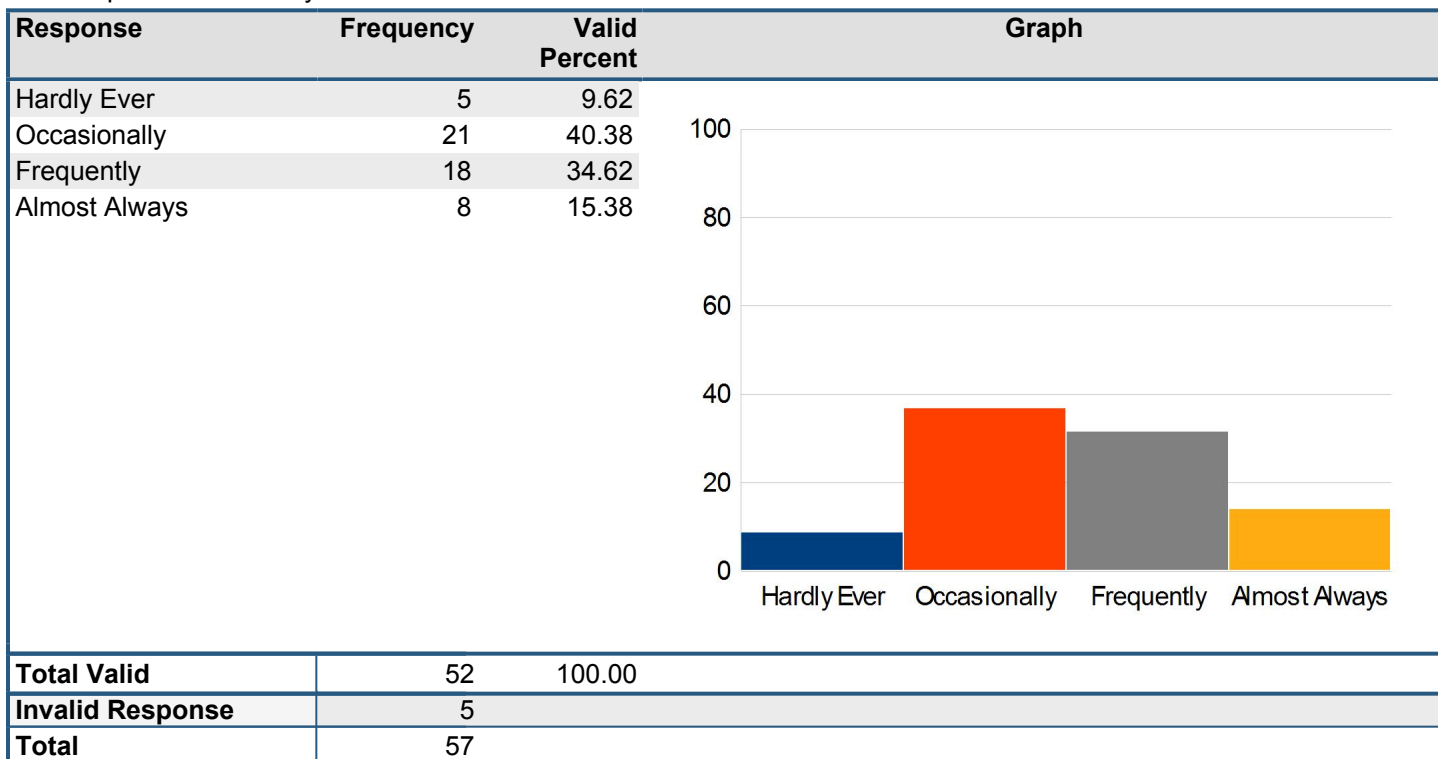 Response Frequency Valid Percent Graph
Hardly Ever 5 9.62
Occasionally 21 40.38
Frequently 18 34.62
Almost Always 8 15.38
100
80
60
40
20
0
Hardly Ever Occasionally Frequently Almost Always
Total Valid 52 100.00
Invalid Response 5
Total 57